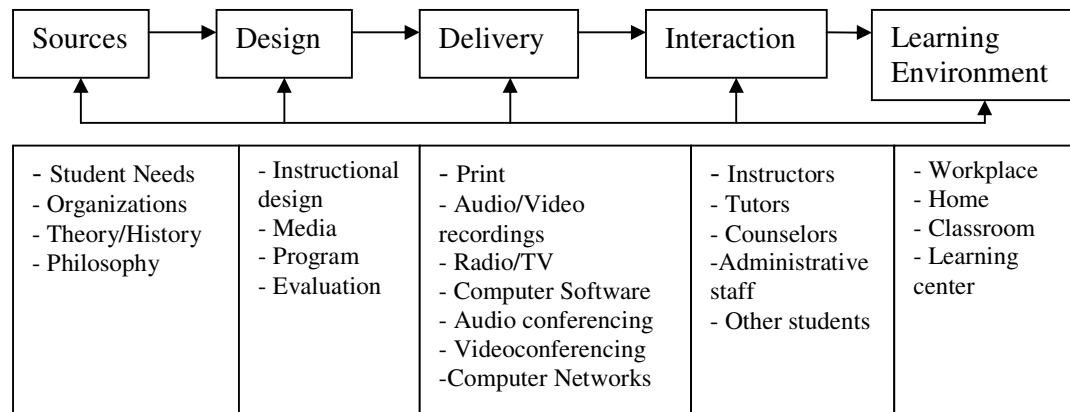 Sources
Design
Delivery
Interaction
Learning
Environment
- Student Needs
- Organizations
- Theory/History
- Philosophy
- Instructional
design
- Media
- Program
- Evaluation
- Print
- Audio/Video
recordings
- Radio/TV
- Computer Software
- Audio conferencing
- Videoconferencing
-Computer Networks
- Instructors
- Tutors
- Counselors
-Administrative
staff
- Other students
- Workplace
- Home
- Classroom
- Learning
center